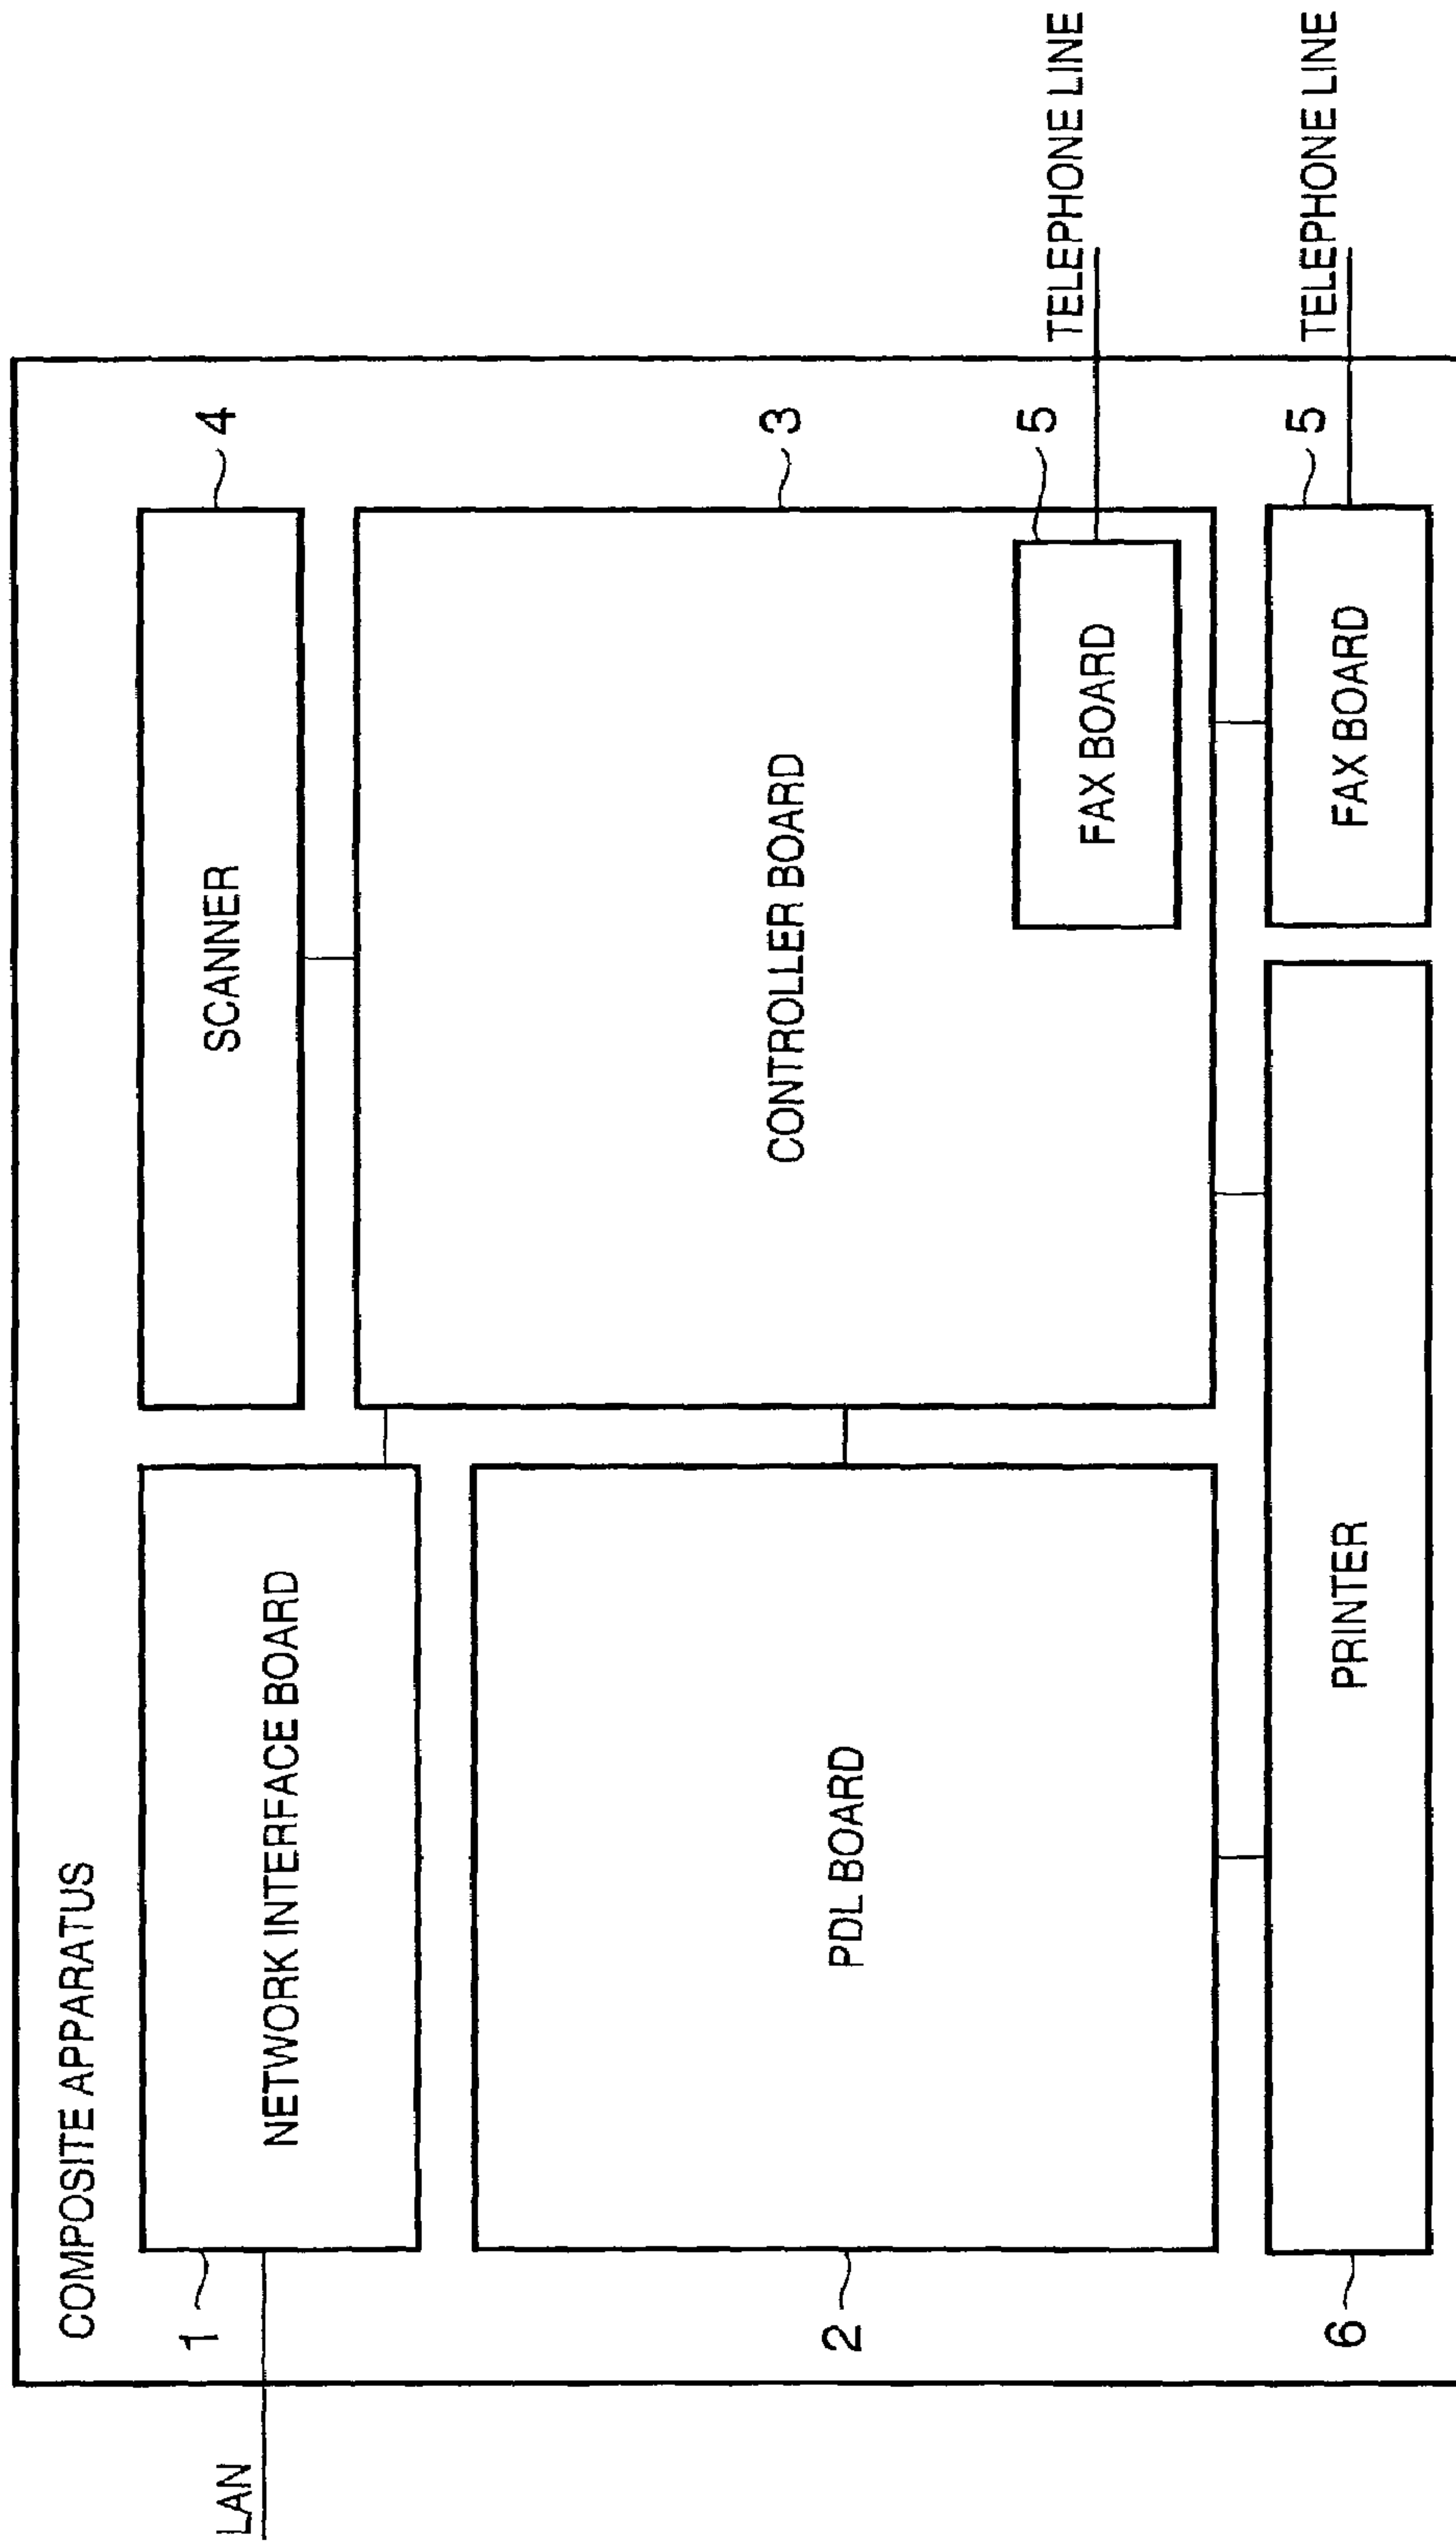 COMPOSITE APPARATUS
LAN
1
NETWORK INTERFACE BOARD
SCANNER
4
2
PDL BOARD
CONTROLLER BOARD
3
FAX BOARD
5
TELEPHONE LINE
6
PRINTER
FAX BOARD
5
TELEPHONE LINE